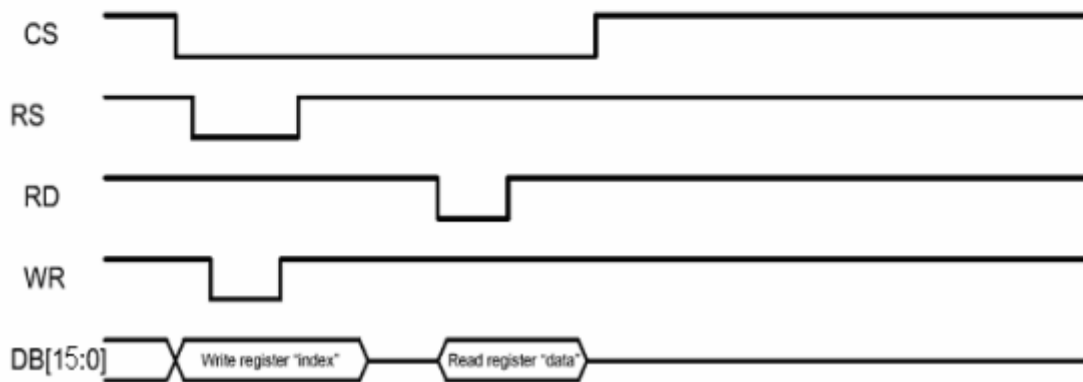 CS
RS
RD
WR
DB[15:0] Write register "index" Read register "data"